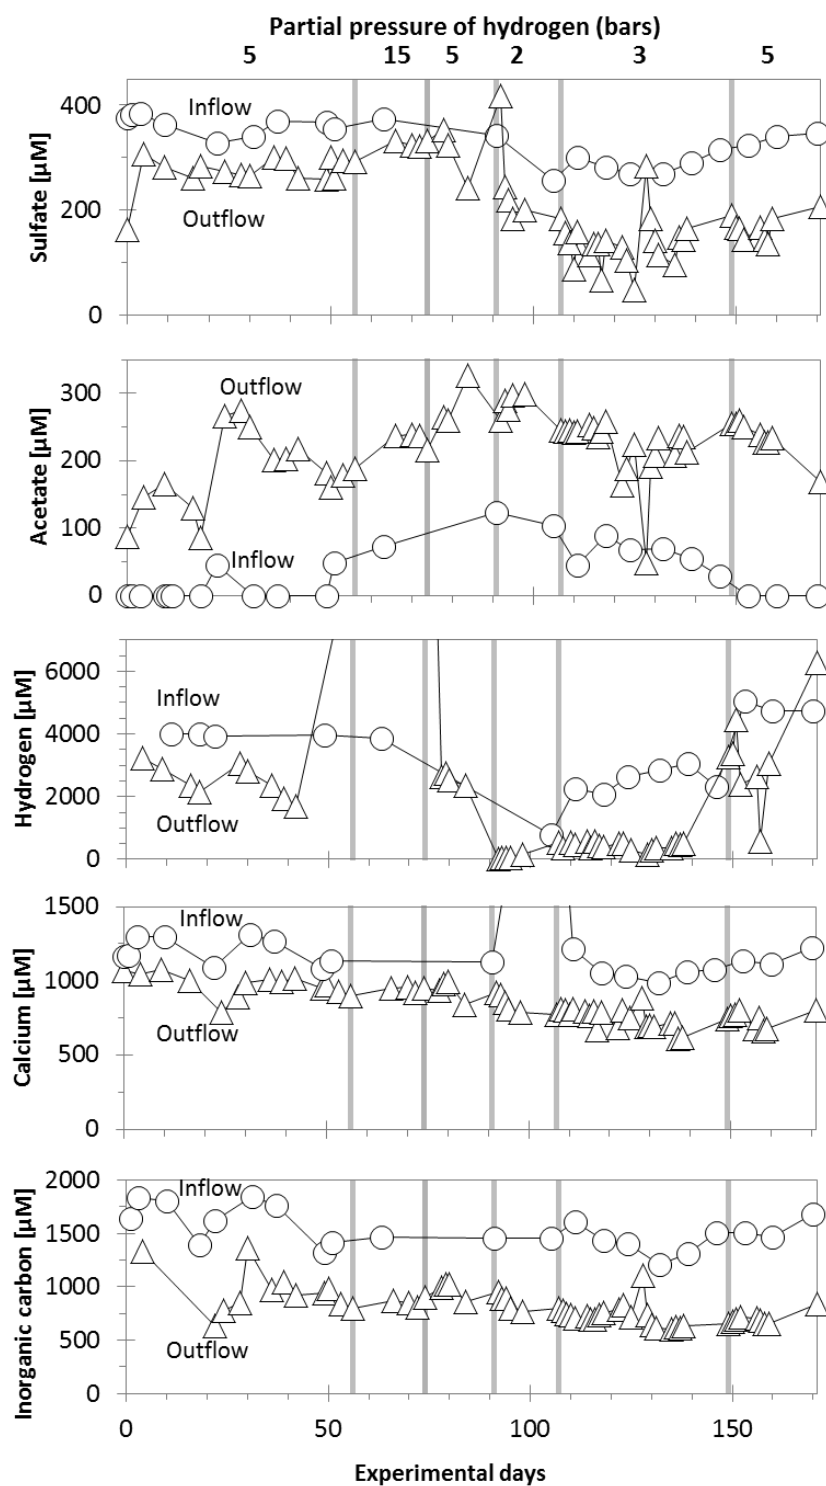 Partial pressure of hydrogen (bars)
5 15 5 2 3 5
Sulfate [µM]
400
200
0
Inflow
Outflow
Acetate [µM]
300
200
100
0
Outflow
Inflow
Hydrogen [µM]
6000
4000
2000
0
Inflow
Outflow
Calcium [µM]
1500
1000
500
0
Inflow
Outflow
Inorganic carbon [µM]
2000
1500
1000
500
0
Inflow
Outflow
0 50 100 150
Experimental days